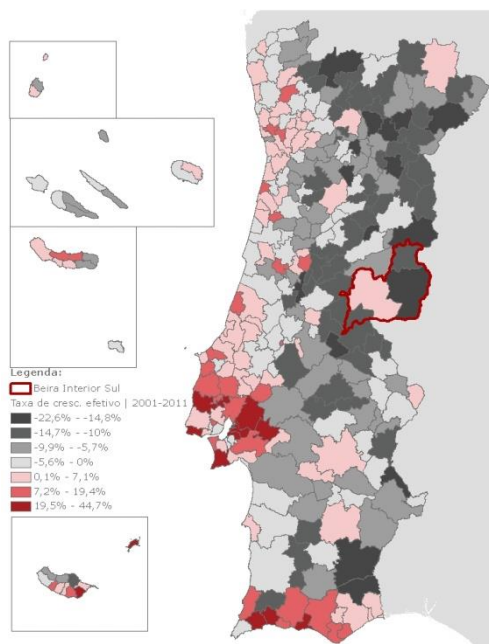 Legenda:
Beira Interior Sul
Taxa de cresc. efetivo | 2001-2011
-22,6% - -14,8%
-14,7% - -10%
-9,9% - -5,7%
-5,6% - 0%
0,1% - 7,1%
7,2% - 19,4%
19,5% - 44,7%